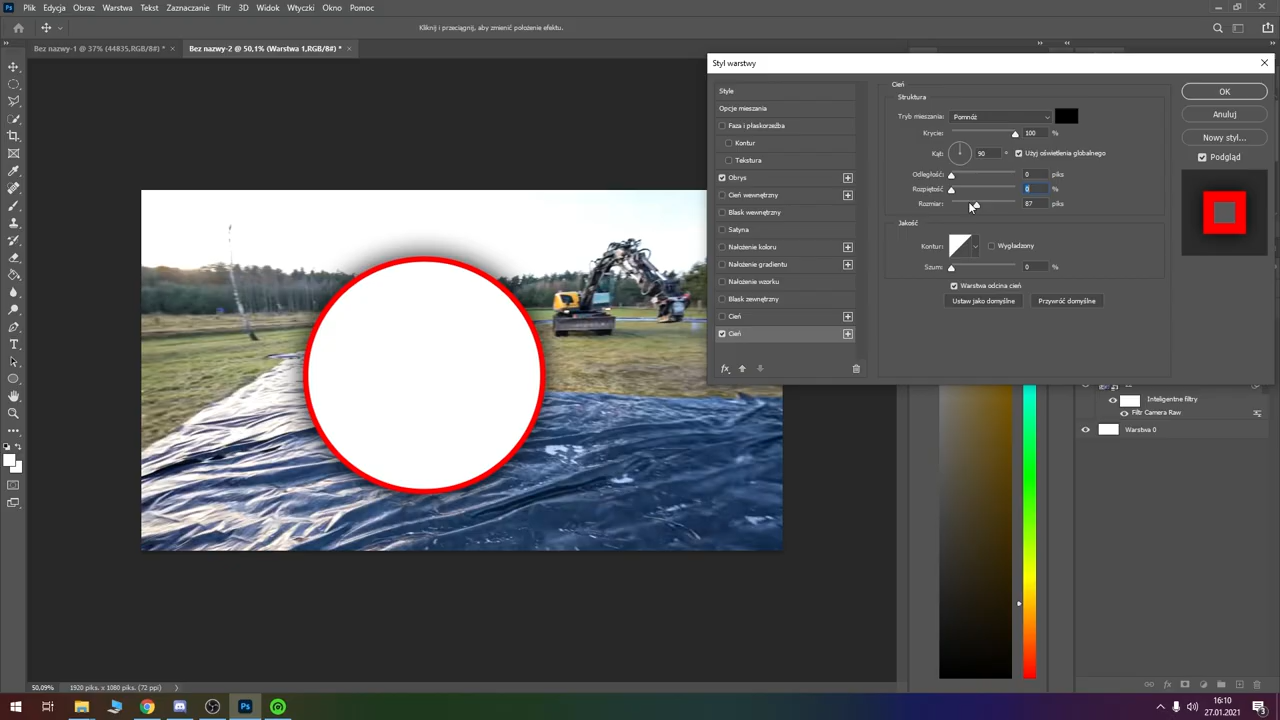 Ps Plik Edycja Obraz Warstwa Tekst Zaznaczanie Filtr 3D Widok Wtyczki Okno Pomoc
Kliknij i przeciągnij, aby zmienić położenie efektu.
Bez nazwy-1 @ 37% (44835,RGB/8#) * ×
Bez nazwy-2 @ 50,1% (Warstwa 1,RGB/8#) * ×
Styl warstwy
Style
Opcje mieszania
Faza i płaskorzeźba
Kontur
Tekstura
Obrys
Cień wewnętrzny
Blask wewnętrzny
Satyna
Nałożenie koloru
Nałożenie gradientu
Nałożenie wzorku
Blask zewnętrzny
Cień
Cień
fx
Cień
Struktura
Tryb mieszania: Pomnóż
Krycie: 100 %
Kąt: 90 ° Użyj oświetlenia globalnego
Odległość: 0 piks
Rozpiętość: 0 %
Rozmiar: 87 piks
Jakość
Kontur: Wygładzony
Szum: 0 %
Warstwa odcina cień
Ustaw jako domyślne Przywróć domyślne
OK
Anuluj
Nowy styl...
Podgląd
Inteligentne filtry
Filtr Camera Raw
Warstwa 0
50,09% 1920 piks. x 1080 piks. (72 ppi)
fx
Ps
16:10
27.01.2021
3